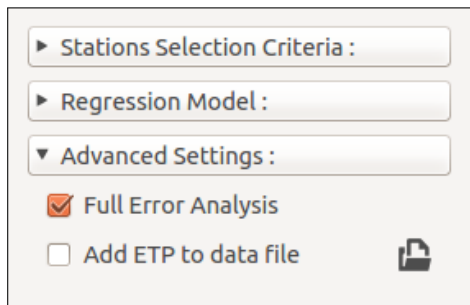 Stations Selection Criteria :
Regression Model :
Advanced Settings :
Full Error Analysis
Add ETP to data file